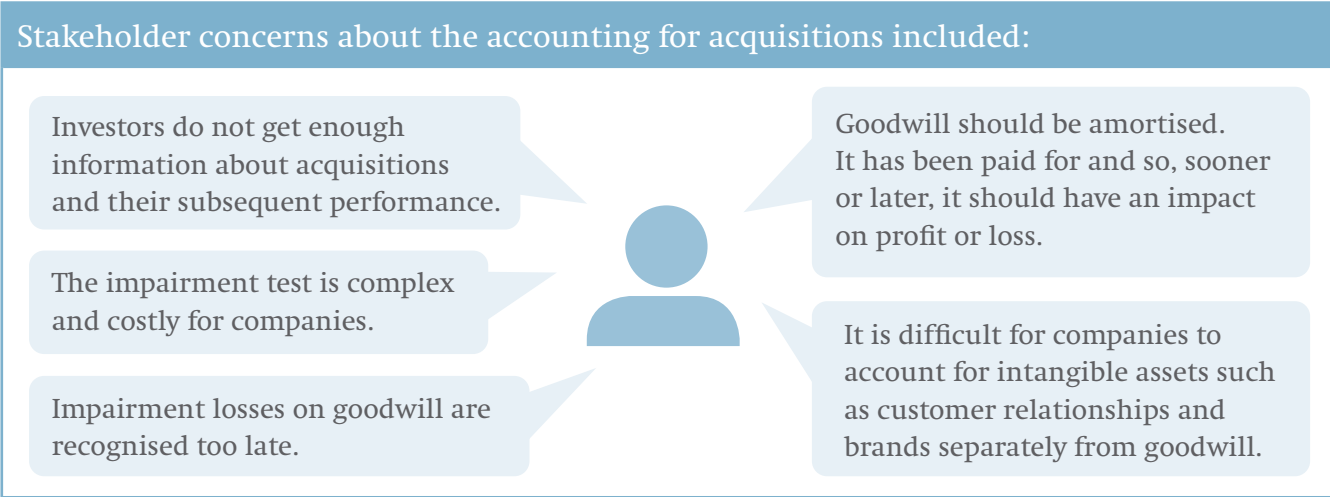 Stakeholder concerns about the accounting for acquisitions included:
Investors do not get enough
information about acquisitions
and their subsequent performance.
The impairment test is complex
and costly for companies.
Impairment losses on goodwill are
recognised too late.
Goodwill should be amortised.
It has been paid for and so, sooner
or later, it should have an impact
on profit or loss.
It is difficult for companies to
account for intangible assets such
as customer relationships and
brands separately from goodwill.